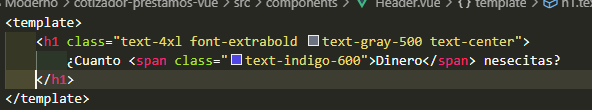 Moderno > cotizador-prestamos-vue > src > components > Header.vue > {} template > h1.te
<template>
<h1 class="text-4xl font-extrabold text-gray-500 text-center">
¿Cuanto <span class="text-indigo-600">Dinero</span> nesecitas?
</h1>
</template>